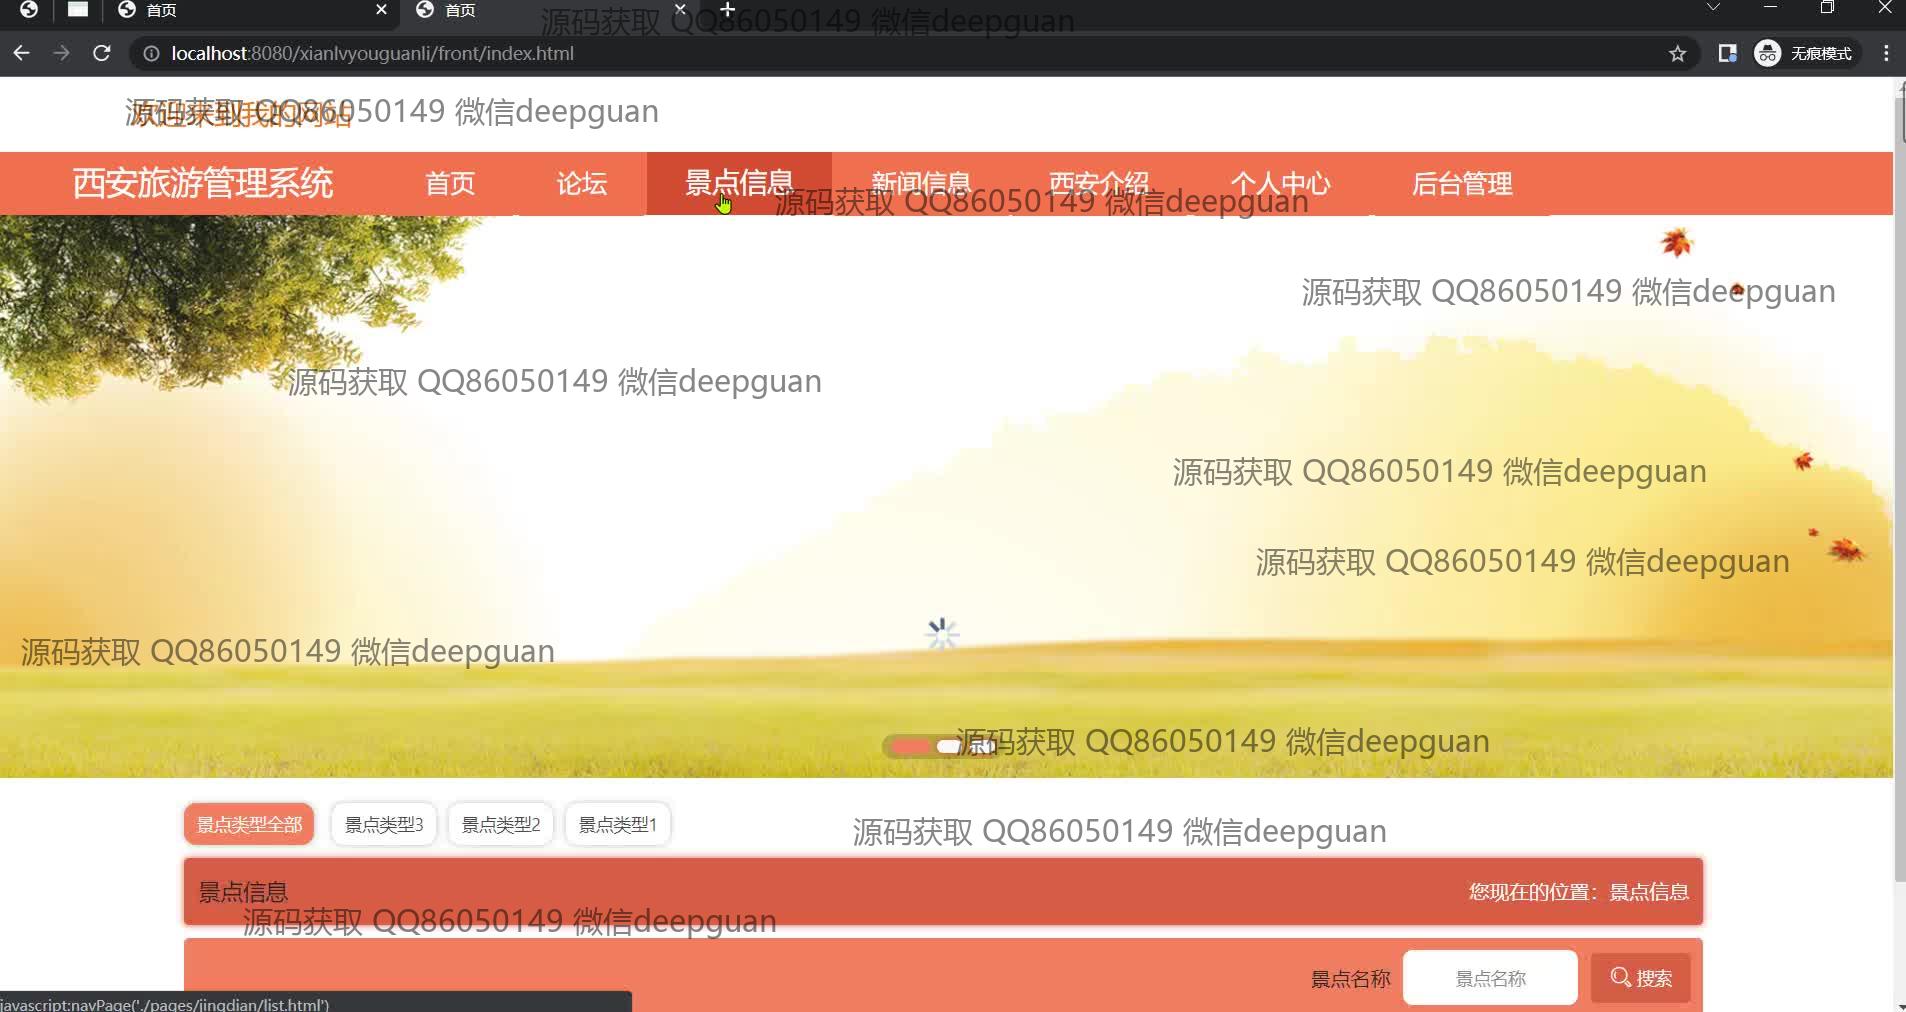 首页
首页
源码获取 QQ86050149 微信deepguan
localhost:8080/xianlvyouguanli/front/index.html
无痕模式
欢迎来到我的网站
源码获取 QQ86050149 微信deepguan
西安旅游管理系统
首页
论坛
景点信息
新闻信息
西安介绍
个人中心
后台管理
源码获取 QQ86050149 微信deepguan
源码获取 QQ86050149 微信deepguan
源码获取 QQ86050149 微信deepguan
源码获取 QQ86050149 微信deepguan
源码获取 QQ86050149 微信deepguan
源码获取 QQ86050149 微信deepguan
源码获取 QQ86050149 微信deepguan
景点类型全部
景点类型3
景点类型2
景点类型1
源码获取 QQ86050149 微信deepguan
景点信息
您现在的位置：景点信息
源码获取 QQ86050149 微信deepguan
景点名称
景点名称
搜索
javascript:navPage('./pages/jingdian/list.html')